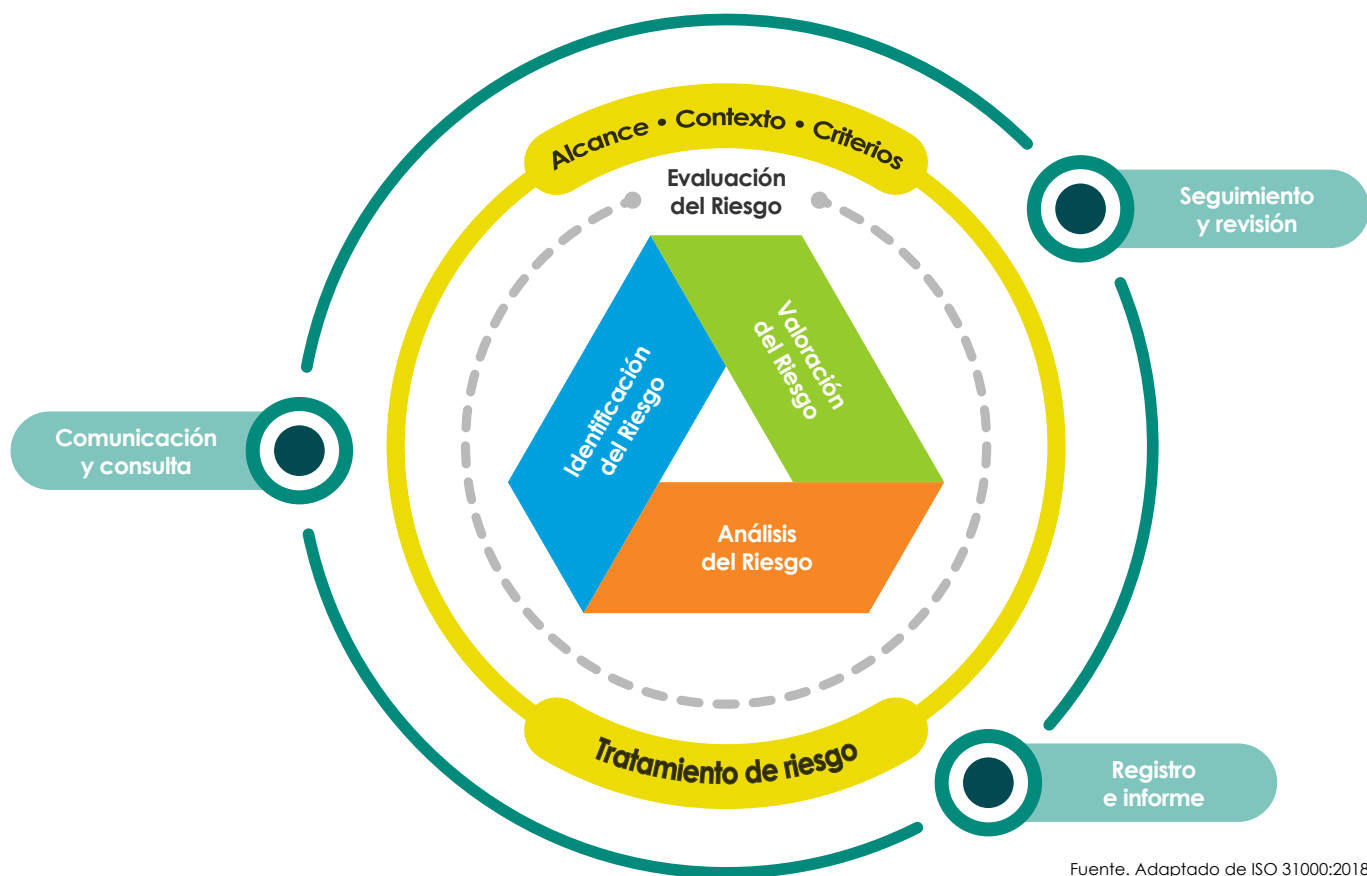 Alcance • Contexto • Criterios
Evaluación
del Riesgo
Seguimiento
y revisión
Valoración
del Riesgo
Identificación
del Riesgo
Comunicación
y consulta
Análisis
del Riesgo
Tratamiento de riesgo
Registro
e informe
Fuente. Adaptado de ISO 31000:2018